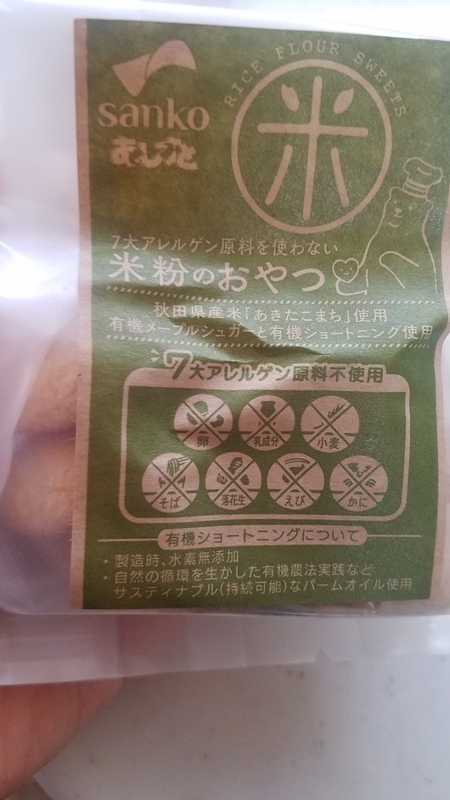 sanko
おしごと
RICE FLOUR SWEETS
米
7大アレルゲン原料を使わない
米粉のおやつ
秋田県産米「あきたこまち」使用
有機メープルシュガーと有機ショートニング使用
7大アレルゲン原料不使用
卵 乳成分 小麦
そば 落花生 えび かに
有機ショートニングについて
・製造時、水素無添加
・自然の循環を生かした有機農法実践など
サスティナブル(持続可能)なパームオイル使用